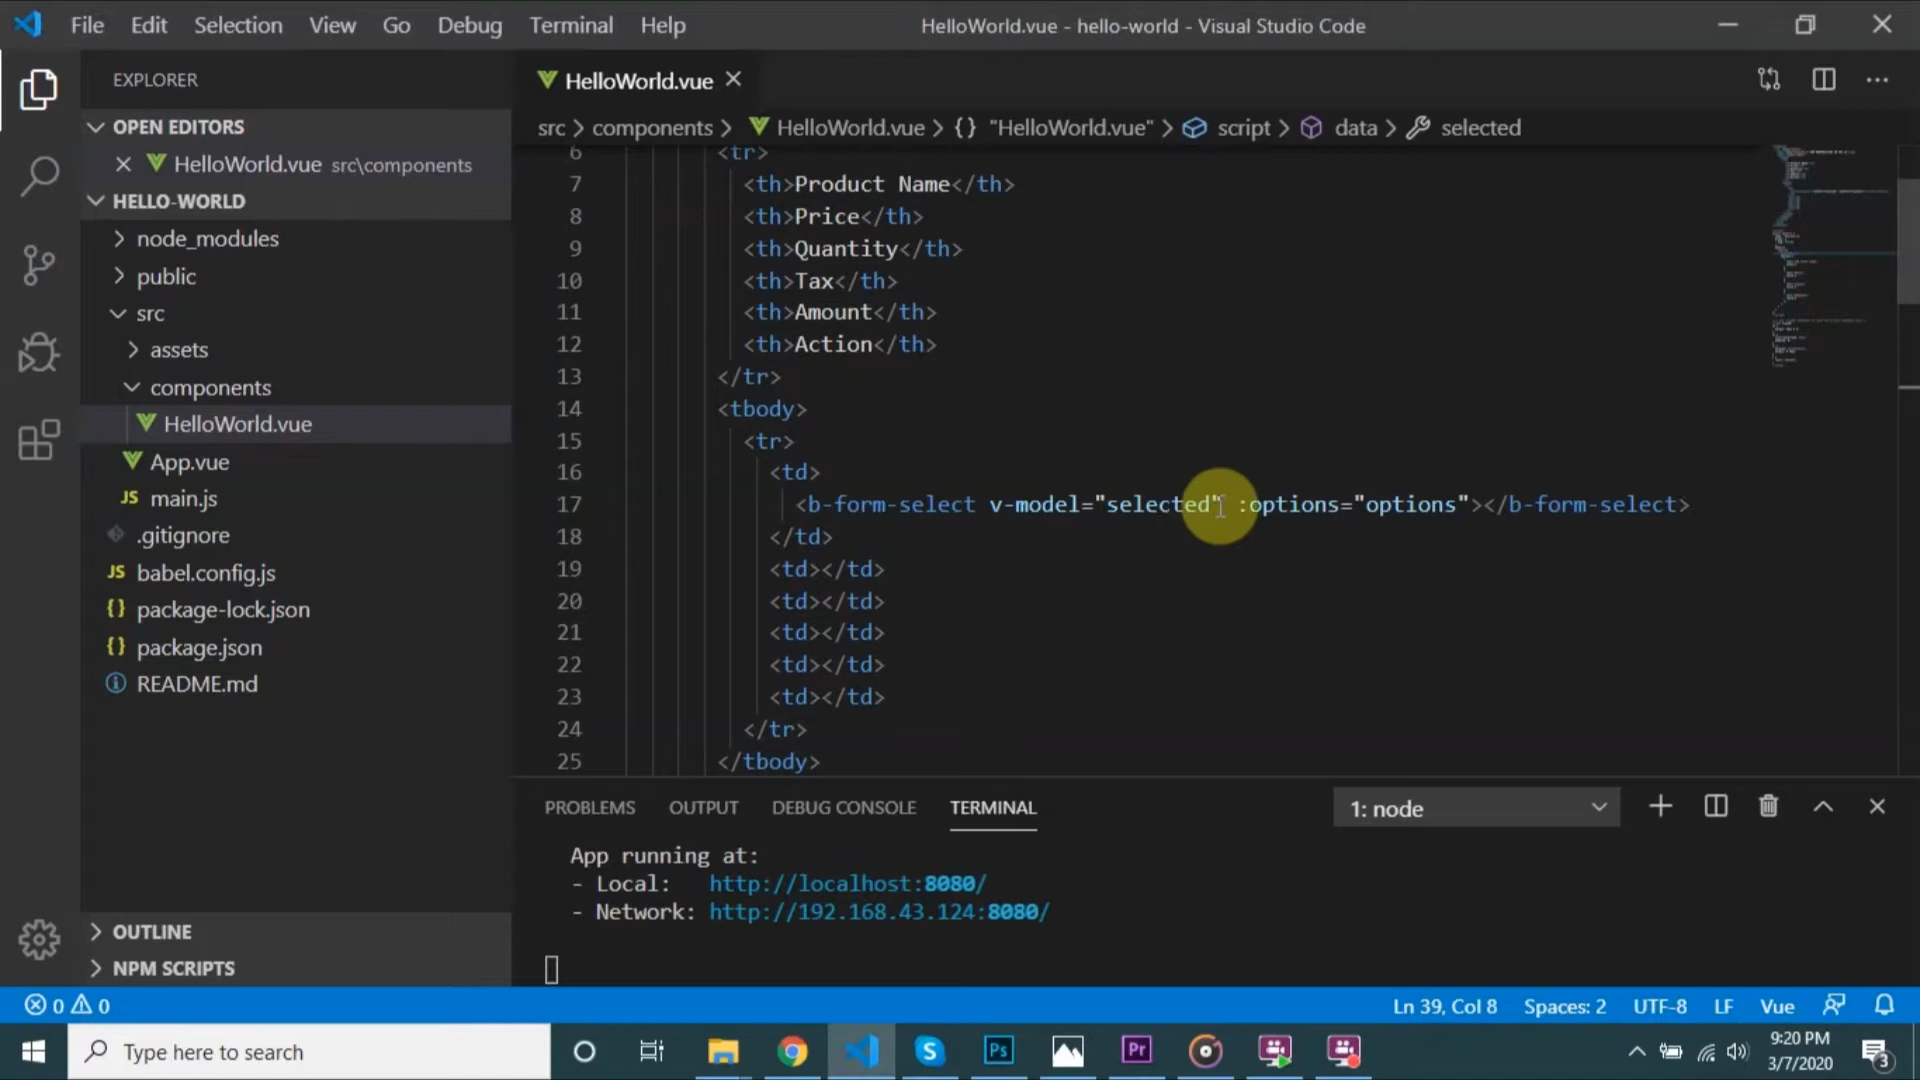 File Edit Selection View Go Debug Terminal Help
HelloWorld.vue - hello-world - Visual Studio Code
EXPLORER
OPEN EDITORS
HelloWorld.vue src\components
HELLO-WORLD
node_modules
public
src
assets
components
HelloWorld.vue
App.vue
JS main.js
.gitignore
JS babel.config.js
{} package-lock.json
{} package.json
README.md
OUTLINE
NPM SCRIPTS
HelloWorld.vue
src > components > HelloWorld.vue > {} "HelloWorld.vue" > script > data > selected
6 <tr>
7 <th>Product Name</th>
8 <th>Price</th>
9 <th>Quantity</th>
10 <th>Tax</th>
11 <th>Amount</th>
12 <th>Action</th>
13 </tr>
14 <tbody>
15 <tr>
16 <td>
17 <b-form-select v-model="selected" :options="options"></b-form-select>
18 </td>
19 <td></td>
20 <td></td>
21 <td></td>
22 <td></td>
23 <td></td>
24 </tr>
25 </tbody>
PROBLEMS OUTPUT DEBUG CONSOLE TERMINAL
1: node
App running at:
- Local: http://localhost:8080/
- Network: http://192.168.43.124:8080/
0 0
Ln 39, Col 8 Spaces: 2 UTF-8 LF Vue
Type here to search
S Ps Pr
9:20 PM
3/7/2020
3